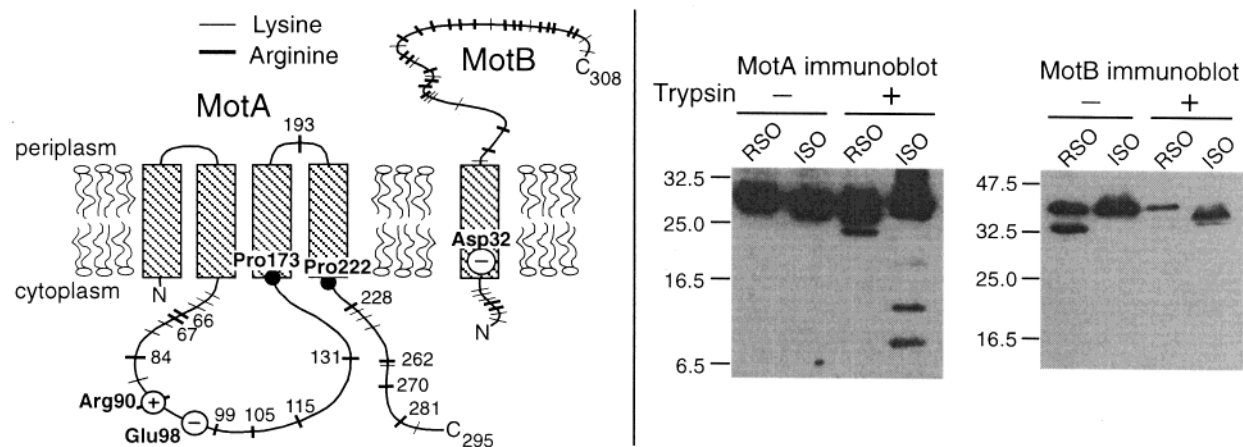 Lysine
Arginine
MotA
MotB
C308
193
periplasm
cytoplasm
Asp32
Pro173
Pro222
N
N
66
67
228
84
131
262
270
Arg90
Glu98
99
105
115
281
C295
MotA immunoblot
Trypsin − +
RSO ISO RSO ISO
32.5
25.0
16.5
6.5
MotB immunoblot
− +
RSO ISO RSO ISO
47.5
32.5
25.0
16.5